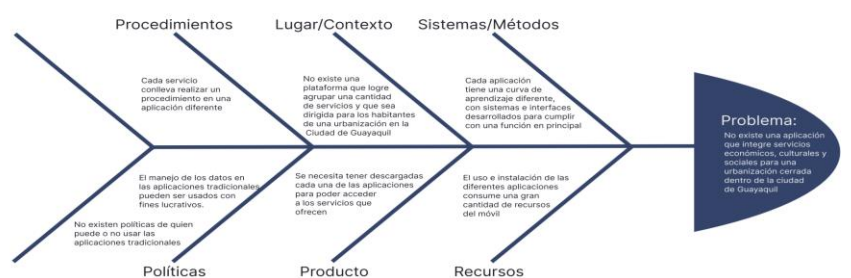 Procedimientos
Lugar/Contexto
Sistemas/Métodos
Cada servicio
conlleva realizar un
procedimiento en una
aplicación diferente
No existe una
plataforma que logre
agrupar una cantidad
de servicios y que sea
dirigida para los habitantes
de una urbanización en la
Ciudad de Guayaquil
Cada aplicación
tiene una curva de
aprendizaje diferente,
con sistemas e interfaces
desarrollados para cumplir
con una función en principal
Problema:
No existe una aplicación
que integre servicios
económicos, culturales y
sociales para una
urbanización cerrada
dentro de la ciudad
de Guayaquil
El manejo de los datos en
las aplicaciones tradicionales
pueden ser usados con
fines lucrativos.
No existen políticas de quien
puede o no usar las
aplicaciones tradicionales
Se necesita tener descargadas
cada una de las aplicaciones
para poder acceder
a los servicios que
ofrecen
El uso e instalación de las
diferentes aplicaciones
consume una gran
cantidad de recursos
del móvil
Políticas
Producto
Recursos